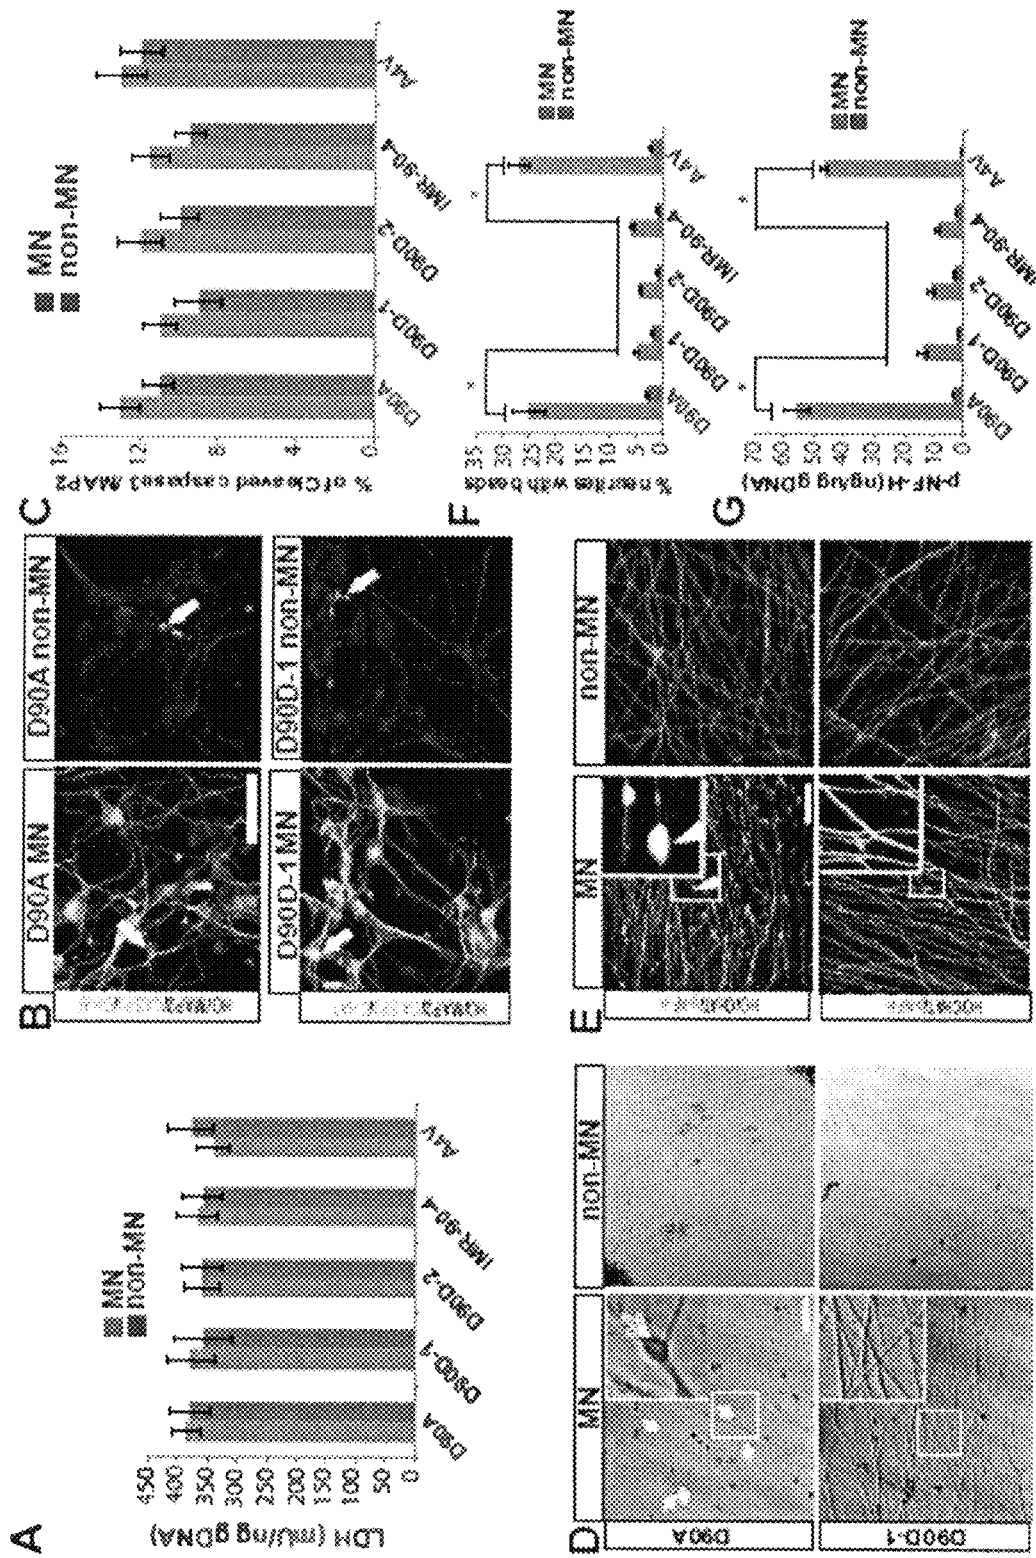 A
LDH (mU/ng gDNA)
450
400
350
300
250
200
150
100
50
0
MN
non-MN
D90A
D90D-1
D90D-2
IMR-90-4
A4V
B
D90A MN
D90A non-MN
D90D-1 MN
D90D-1 non-MN
C
% of Cleaved caspase3/MAP2
16
12
8
4
0
MN
non-MN
D90A
D90D-1
D90D-2
IMR-90-4
A4V
D
MN
non-MN
D90A
D90D-1
E
MN
non-MN
F
% neurites with beads
35
30
25
20
15
10
5
0
MN
non-MN
*
*
D90A
D90D-1
D90D-2
IMR-90-4
A4V
G
p-NF-H (ng/ug gDNA)
70
60
50
40
30
20
10
0
MN
non-MN
*
*
D90A
D90D-1
D90D-2
IMR-90-4
A4V